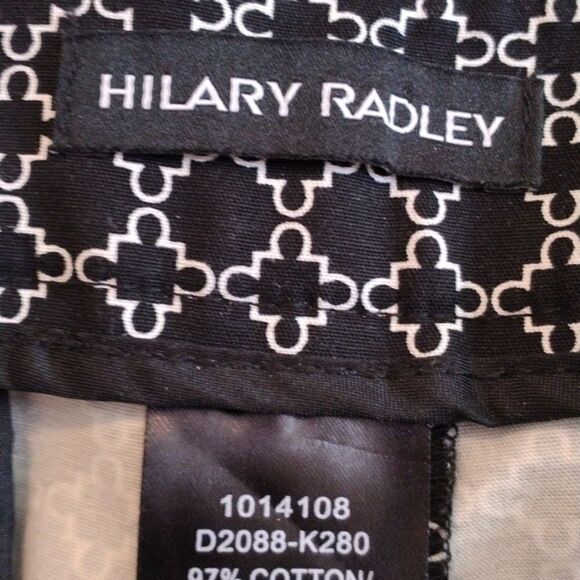 HILARY RADLEY
1014108
D2088-K280
97% COTTON/